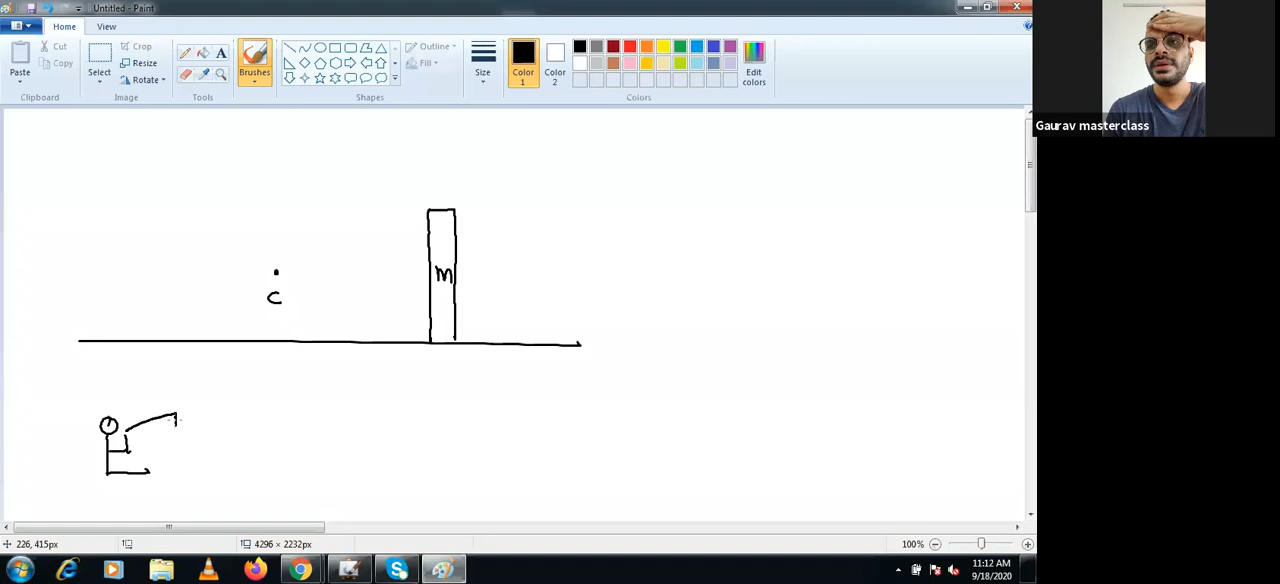 Untitled - Paint
Home
View
Paste
Cut
Copy
Clipboard
Select
Crop
Resize
Rotate
Image
Tools
A
Brushes
Shapes
Outline
Fill
Size
Color
1
Color
2
Edit
colors
Colors
Gaurav masterclass
m
C
226, 415px
4296 × 2232px
100%
11:12 AM
9/18/2020